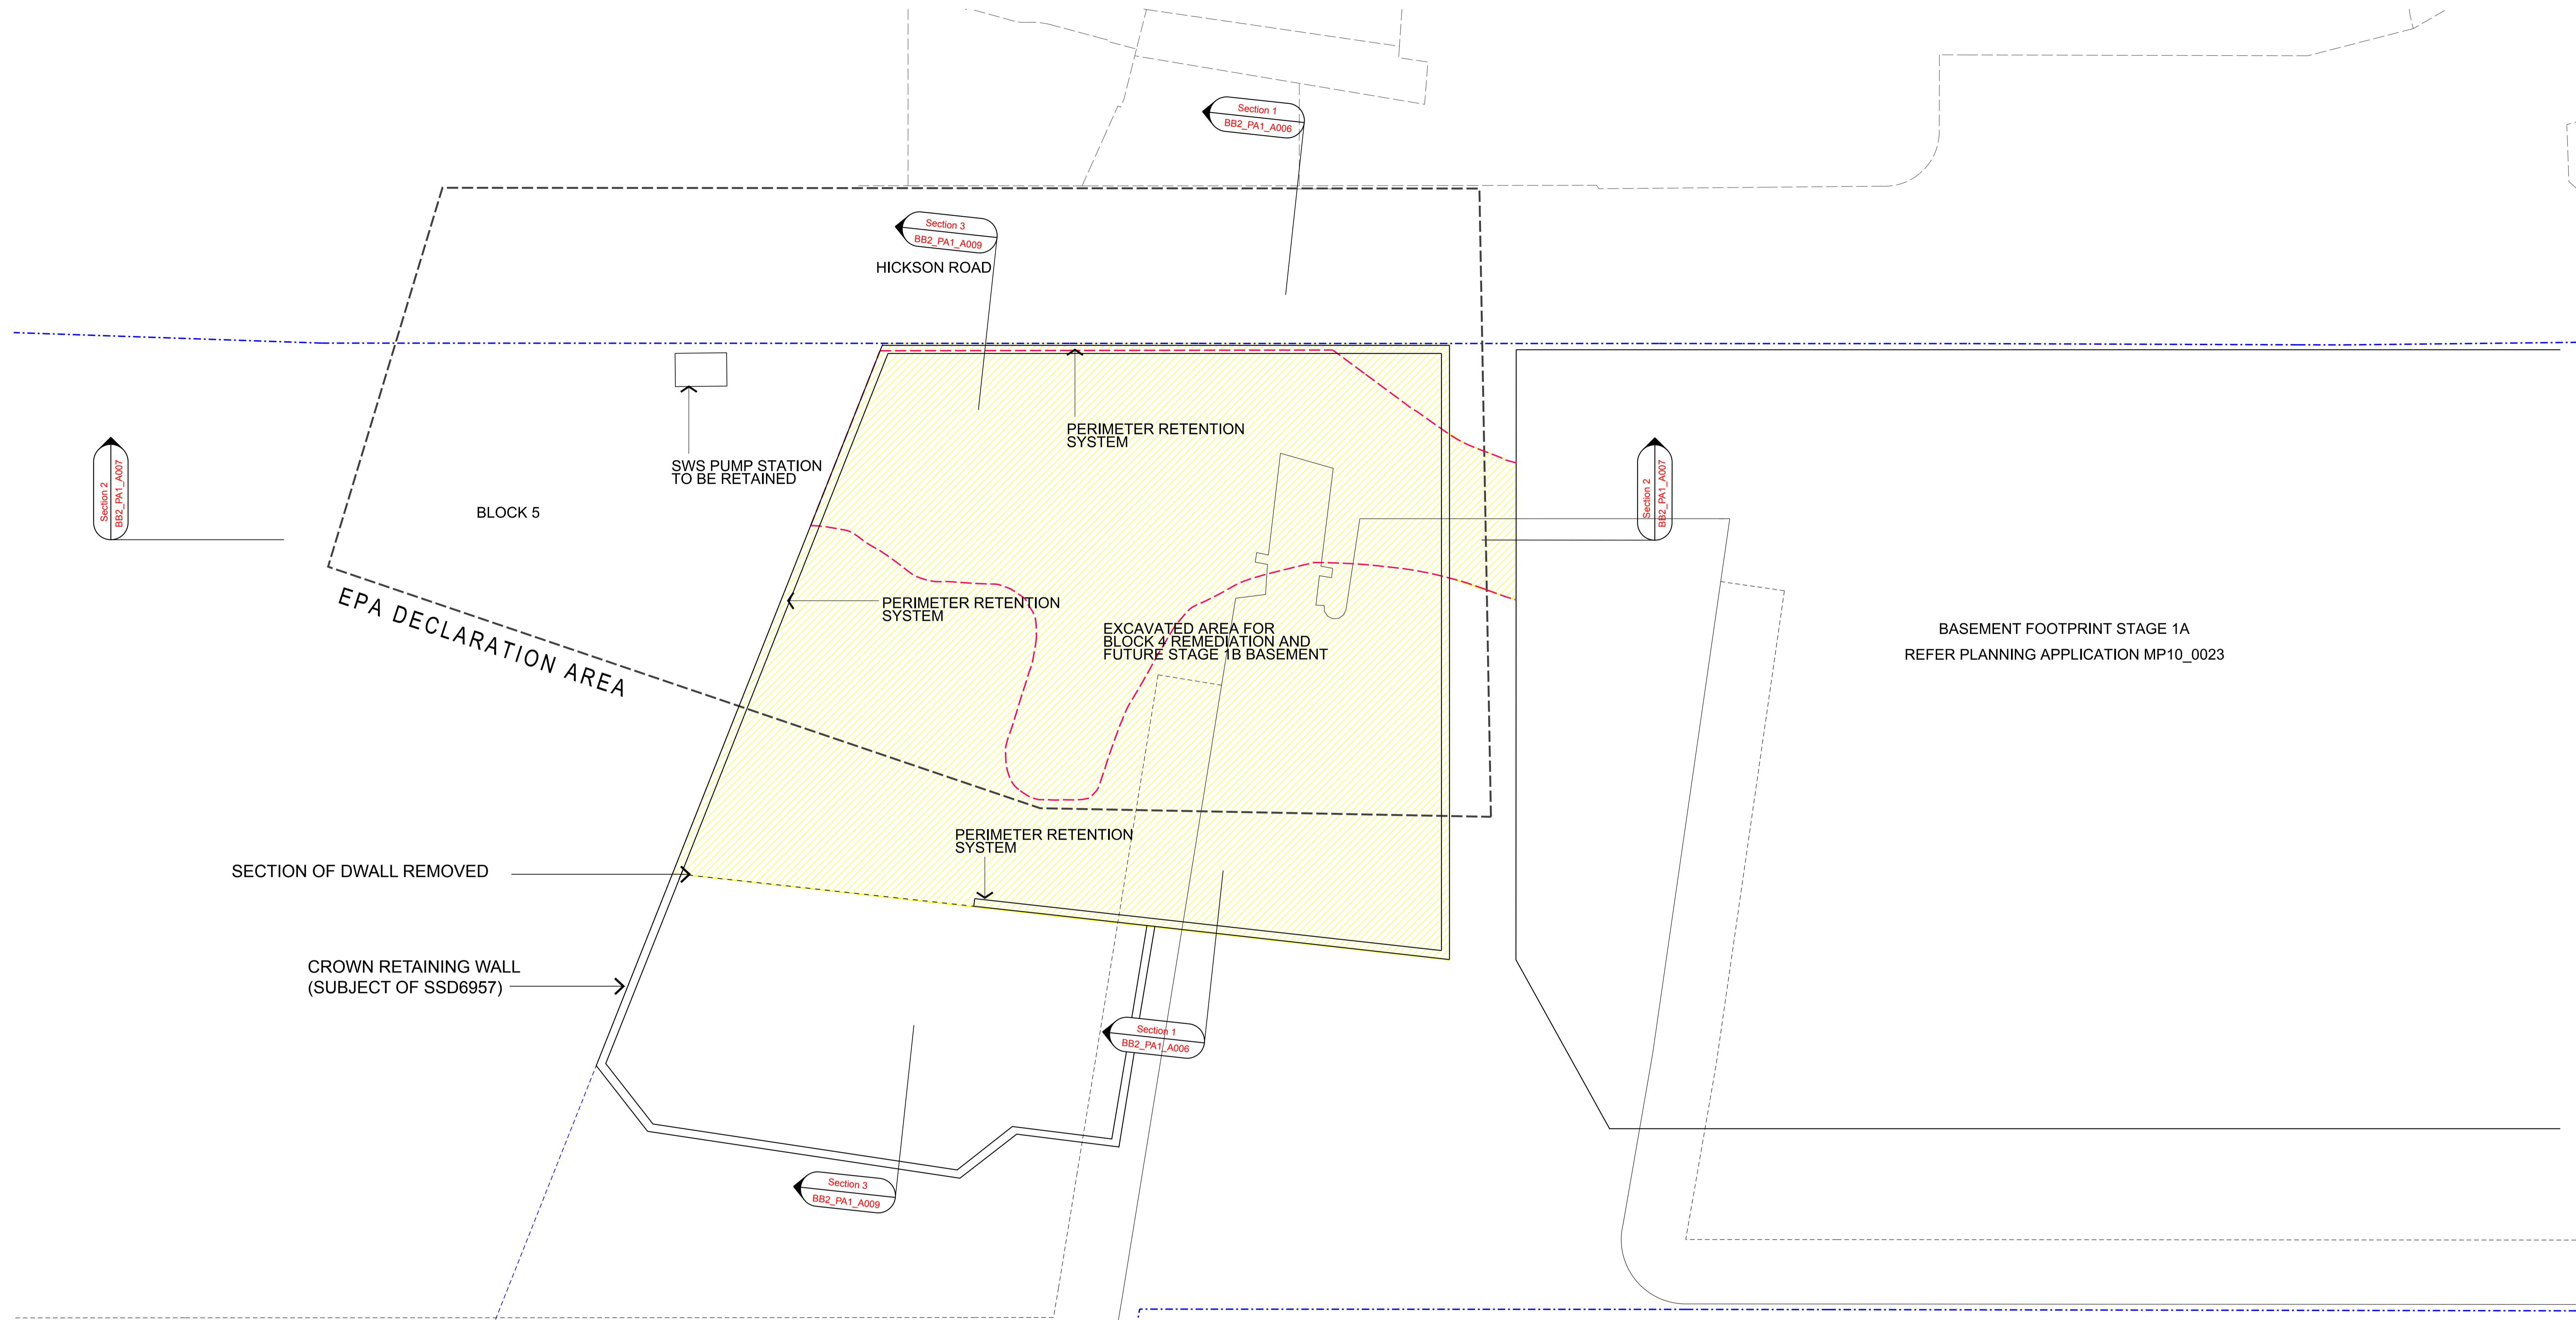 Section 1
BB2_PA1_A006
Section 3
BB2_PA1_A009
HICKSON ROAD
PERIMETER RETENTION
SYSTEM
SWS PUMP STATION
TO BE RETAINED
Section 2
BB2_PA1_A007
BLOCK 5
Section 2
BB2_PA1_A007
EPA DECLARATION AREA
PERIMETER RETENTION
SYSTEM
EXCAVATED AREA FOR
BLOCK 4 REMEDIATION AND
FUTURE STAGE 1B BASEMENT
BASEMENT FOOTPRINT STAGE 1A
REFER PLANNING APPLICATION MP10_0023
PERIMETER RETENTION
SYSTEM
SECTION OF DWALL REMOVED
CROWN RETAINING WALL
(SUBJECT OF SSD6957)
Section 1
BB2_PA1_A006
Section 3
BB2_PA1_A009